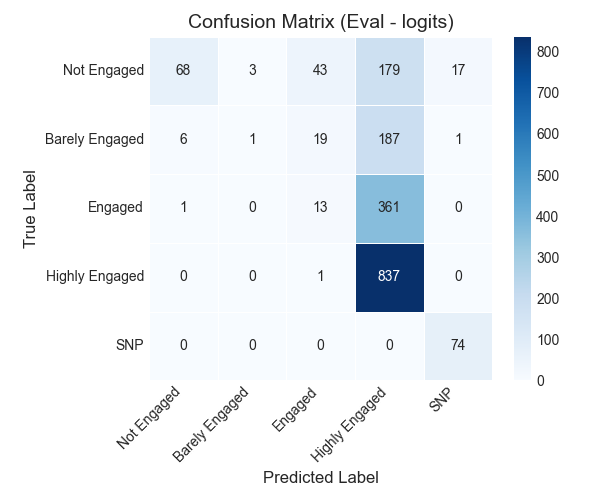 Confusion Matrix (Eval - logits)
True Label
Not Engaged 68 3 43 179 17
Barely Engaged 6 1 19 187 1
Engaged 1 0 13 361 0
Highly Engaged 0 0 1 837 0
SNP 0 0 0 0 74
Not Engaged Barely Engaged Engaged Highly Engaged SNP
Predicted Label
800
700
600
500
400
300
200
100
0